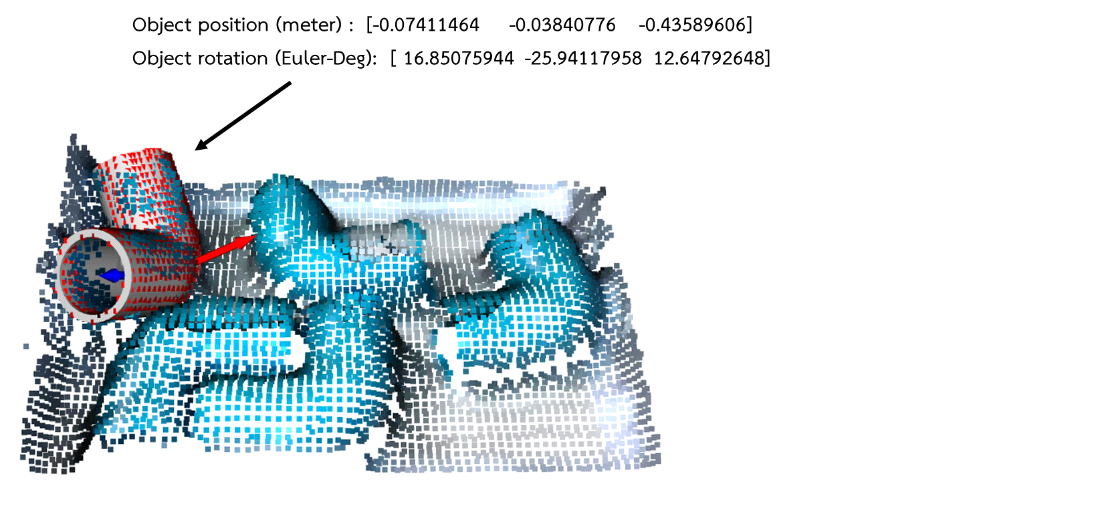 Object position (meter) : [-0.07411464 -0.03840776 -0.43589606]
Object rotation (Euler-Deg): [ 16.85075944 -25.94117958 12.64792648]